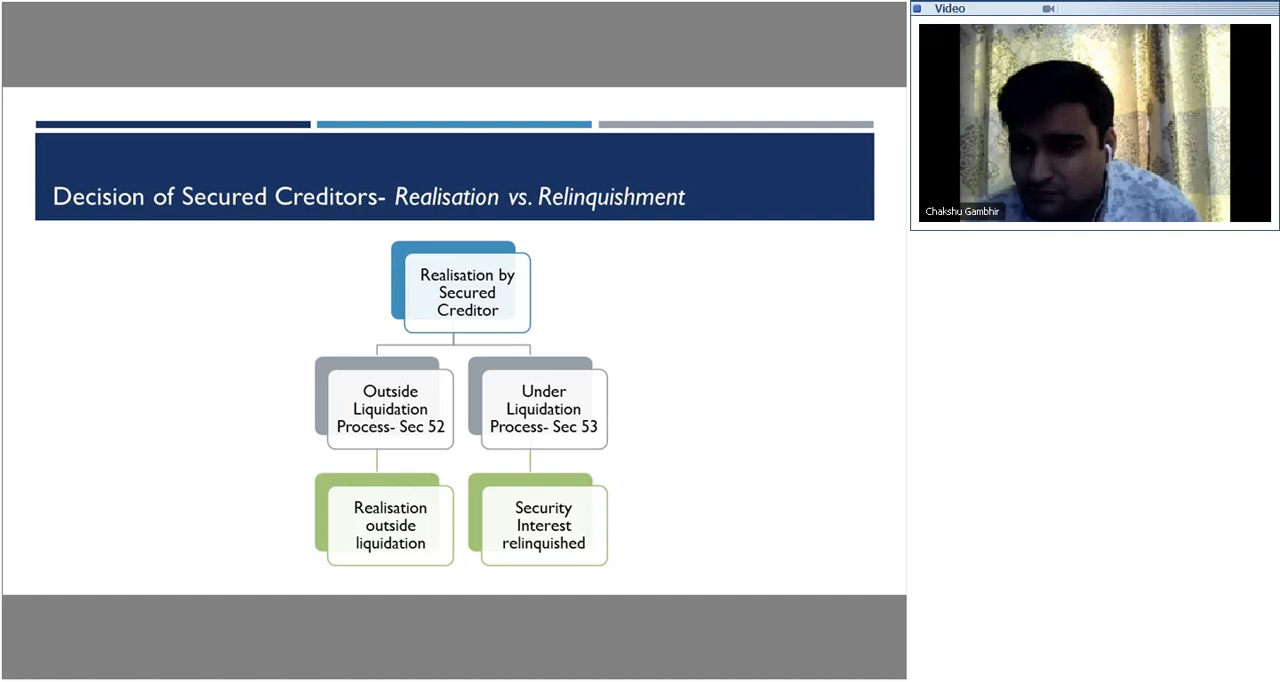 Video
Chakshu Gambhir
Decision of Secured Creditors- Realisation vs. Relinquishment
Realisation by
Secured
Creditor
Outside
Liquidation
Process- Sec 52
Under
Liquidation
Process- Sec 53
Realisation
outside
liquidation
Security
Interest
relinquished